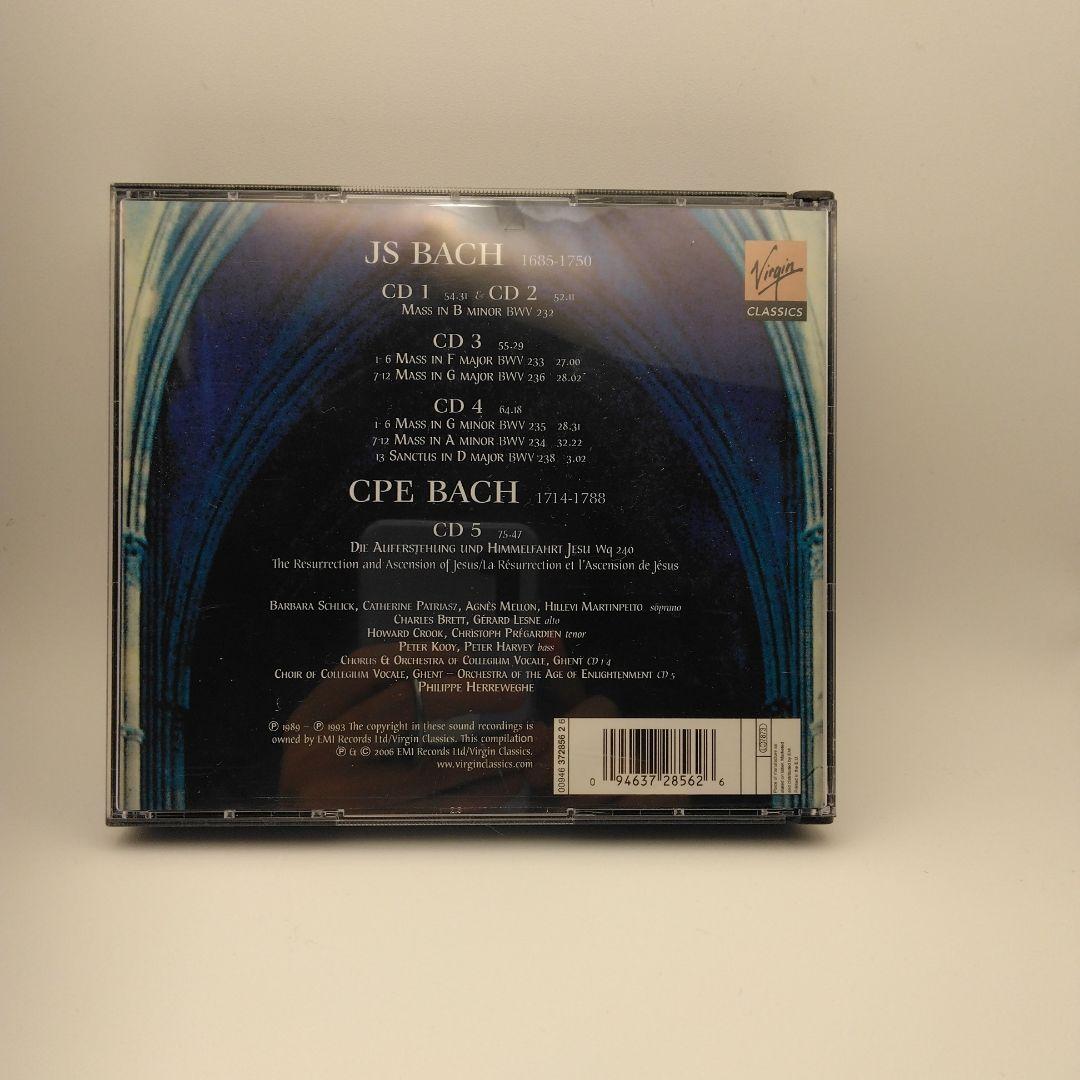 JS BACH 1685-1750
CD 1 54.31 & CD 2 52.11
MASS IN B MINOR BWV 232
CD 3 55.29
1-6 MASS IN F MAJOR BWV 233 27.00
7-12 MASS IN G MAJOR BWV 236 28.02
CD 4 64.18
1-6 MASS IN G MINOR BWV 235 28.31
7-12 MASS IN A MINOR BWV 234 32.22
13 SANCTUS IN D MAJOR BWV 238 3.02
CPE BACH 1714-1788
CD 5 75.47
DIE AUFERSTEHUNG UND HIMMELFAHRT JESU Wq 240
The Resurrection and Ascension of Jesus/La Résurrection et l'Ascension de Jésus
BARBARA SCHLICK, CATHERINE PATRIASZ, AGNÈS MELLON, HILLEVI MARTINPELTO soprano
CHARLES BRETT, GÉRARD LESNE alto
HOWARD CROOK, CHRISTOPH PRÉGARDIEN tenor
PETER KOOY, PETER HARVEY bass
CHORUS & ORCHESTRA OF COLLEGIUM VOCALE, GHENT CD 1-4
CHOIR OF COLLEGIUM VOCALE, GHENT – ORCHESTRA OF THE AGE OF ENLIGHTENMENT CD 5
PHILIPPE HERREWEGHE
℗ 1989 – ℗ 1993 The copyright in these sound recordings is
owned by EMI Records Ltd/Virgin Classics. This compilation
℗ & © 2006 EMI Records Ltd/Virgin Classics.
www.virginclassics.com
Virgin
CLASSICS
00946 372856 2 6
0 94637 28562 6